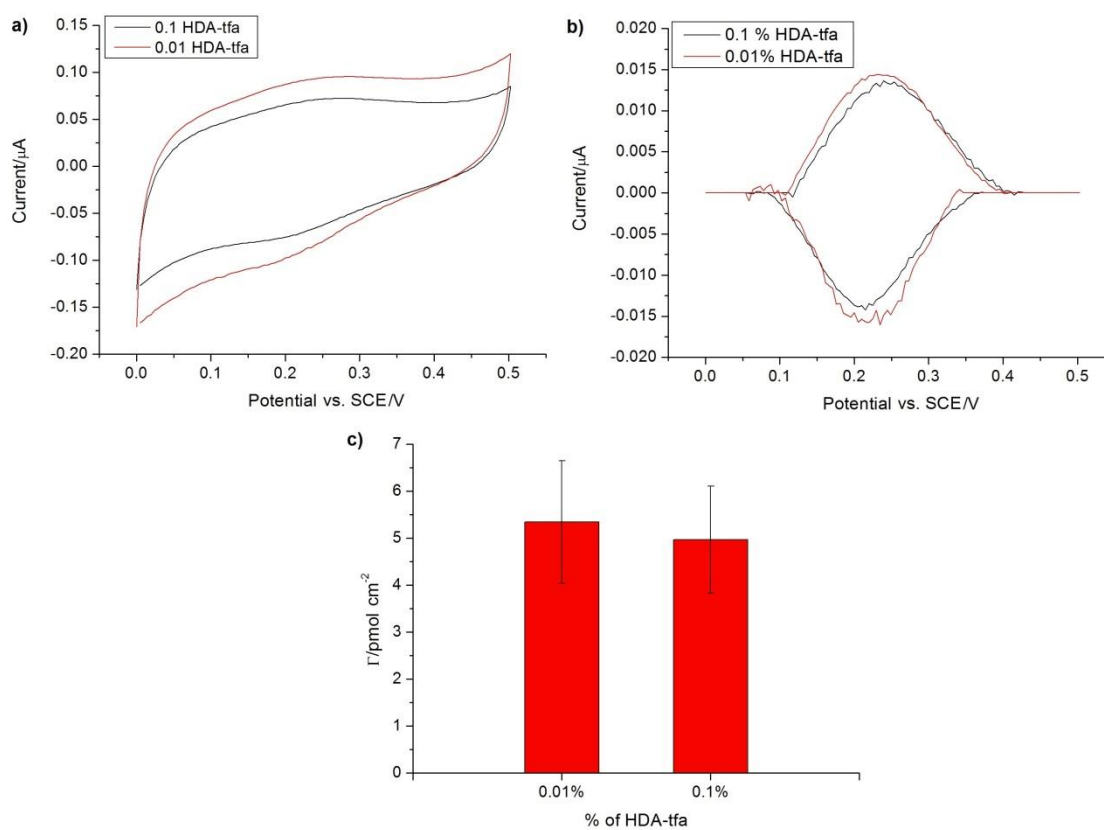 a)
0.1 HDA-tfa
0.01 HDA-tfa
0.15
0.10
0.05
0.00
-0.05
-0.10
-0.15
-0.20
Current/µA
0.0 0.1 0.2 0.3 0.4 0.5
Potential vs. SCE/V
b)
0.1 % HDA-tfa
0.01% HDA-tfa
0.020
0.015
0.010
0.005
0.000
-0.005
-0.010
-0.015
-0.020
Current/µA
0.0 0.1 0.2 0.3 0.4 0.5
Potential vs. SCE/V
c)
7
6
5
4
3
2
1
0
Γ/pmol cm⁻²
0.01% 0.1%
% of HDA-tfa